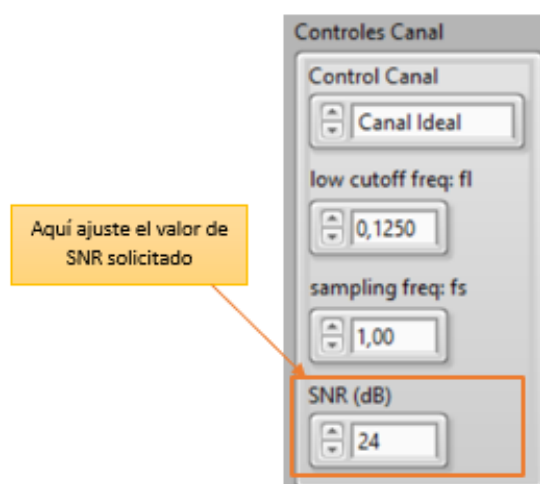 Controles Canal
Control Canal
Canal Ideal
low cutoff freq: fl
0,1250
Aquí ajuste el valor de
SNR solicitado
sampling freq: fs
1,00
SNR (dB)
24